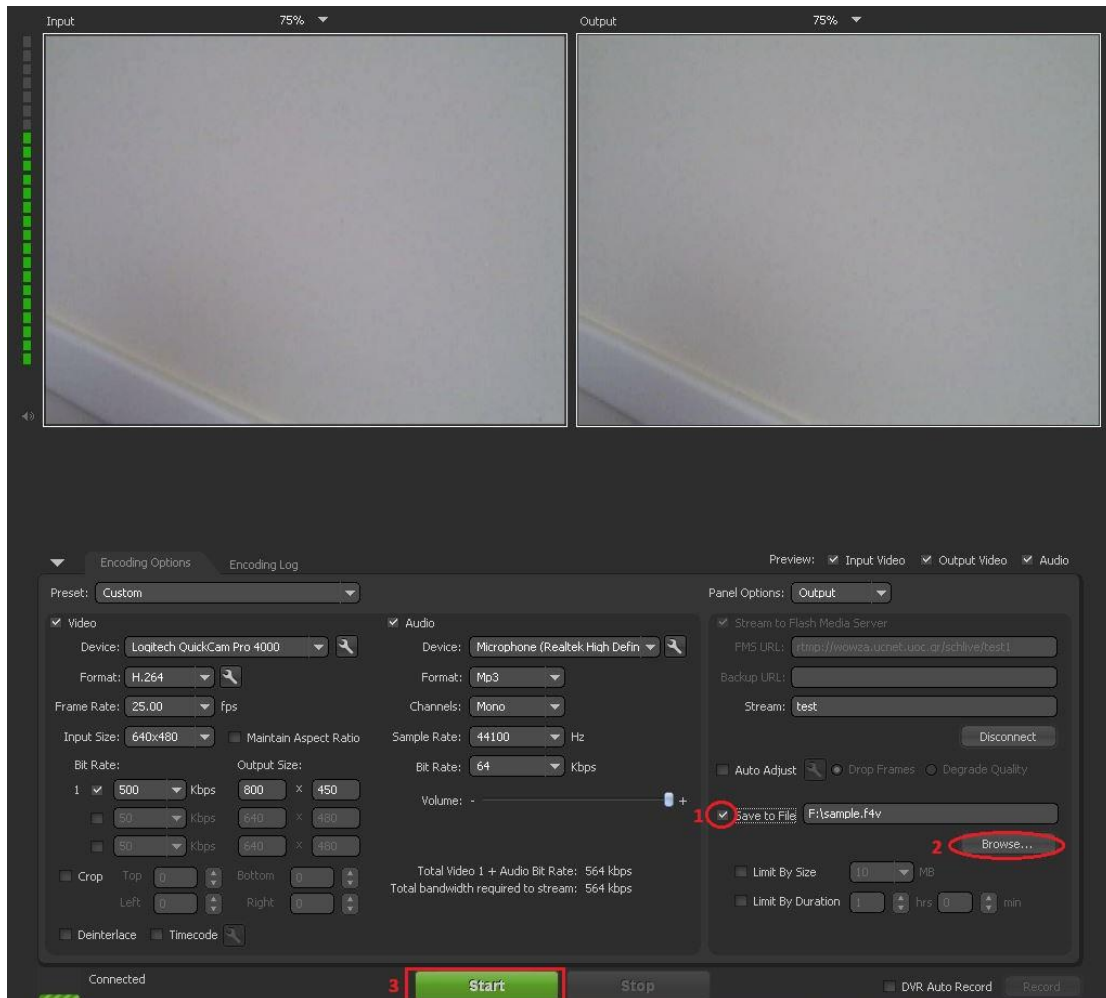 Input 75% Output 75%
Encoding Options Encoding Log Preview: Input Video Output Video Audio
Preset: Custom Panel Options: Output
Video Audio Stream to Flash Media Server
Device: Logitech QuickCam Pro 4000 Device: Microphone (Realtek High Defin FMS URL: rtmp://wowza.ucnet.uoc.gr/schlive/test1
Format: H.264 Format: Mp3 Backup URL:
Frame Rate: 25.00 fps Channels: Mono Stream: test
Input Size: 640x480 Maintain Aspect Ratio Sample Rate: 44100 Hz Disconnect
Bit Rate: Output Size: Bit Rate: 64 Kbps Auto Adjust Drop Frames Degrade Quality
1 500 Kbps 800 x 450 Volume: - + 1 Save to File F:\sample.f4v
50 Kbps 640 x 480 2 Browse...
50 Kbps 640 x 480
Crop Top 0 Bottom 0 Total Video 1 + Audio Bit Rate: 564 kbps Limit By Size 10 MB
Left 0 Right 0 Total bandwidth required to stream: 564 kbps Limit By Duration 1 hrs 0 min
Deinterlace Timecode
Connected 3 Start Stop DVR Auto Record Record